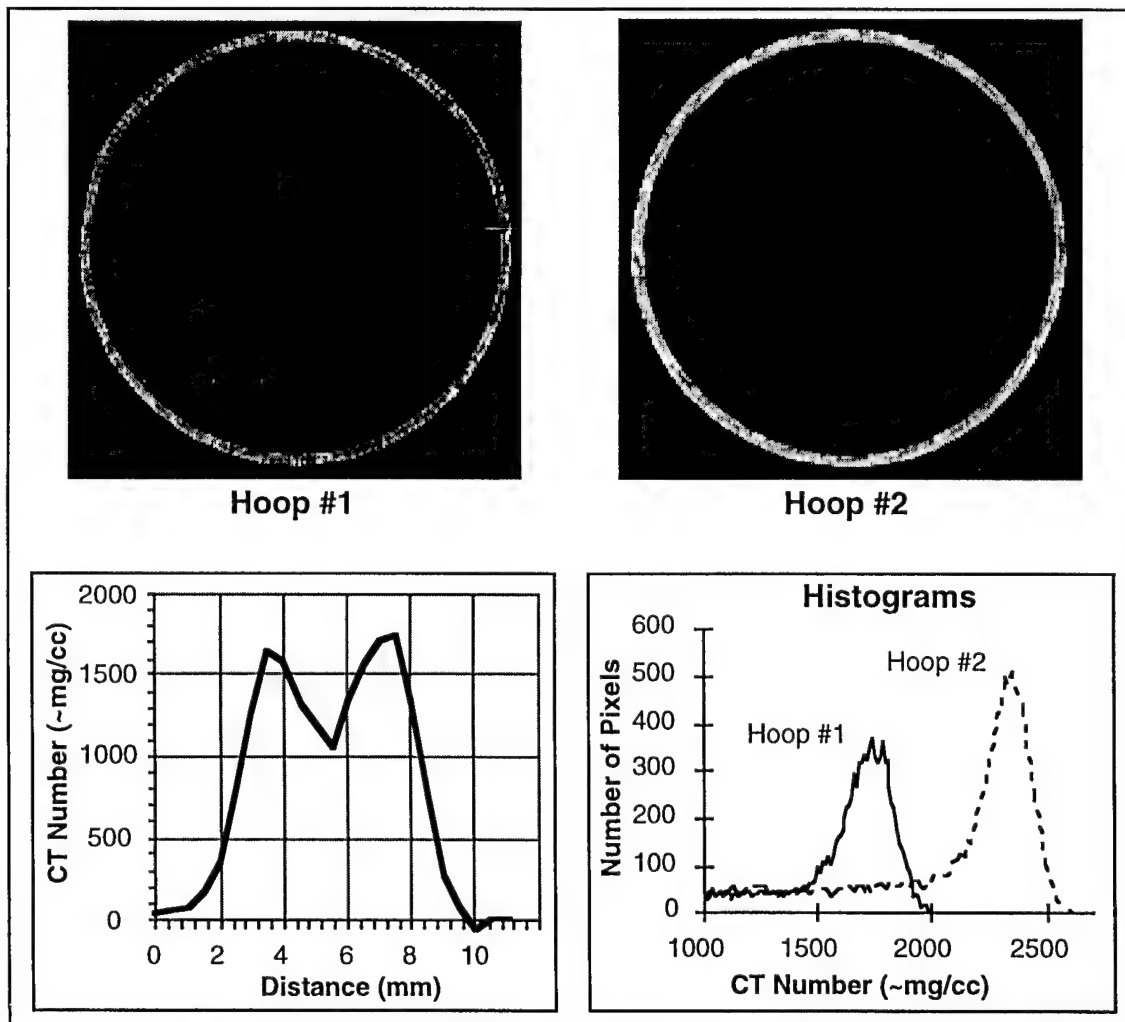 Hoop #1
Hoop #2
2000
1500
1000
500
0
CT Number (~mg/cc)
0 2 4 6 8 10
Distance (mm)
Histograms
600
500
400
300
200
100
0
Number of Pixels
Hoop #2
Hoop #1
1000 1500 2000 2500
CT Number (~mg/cc)